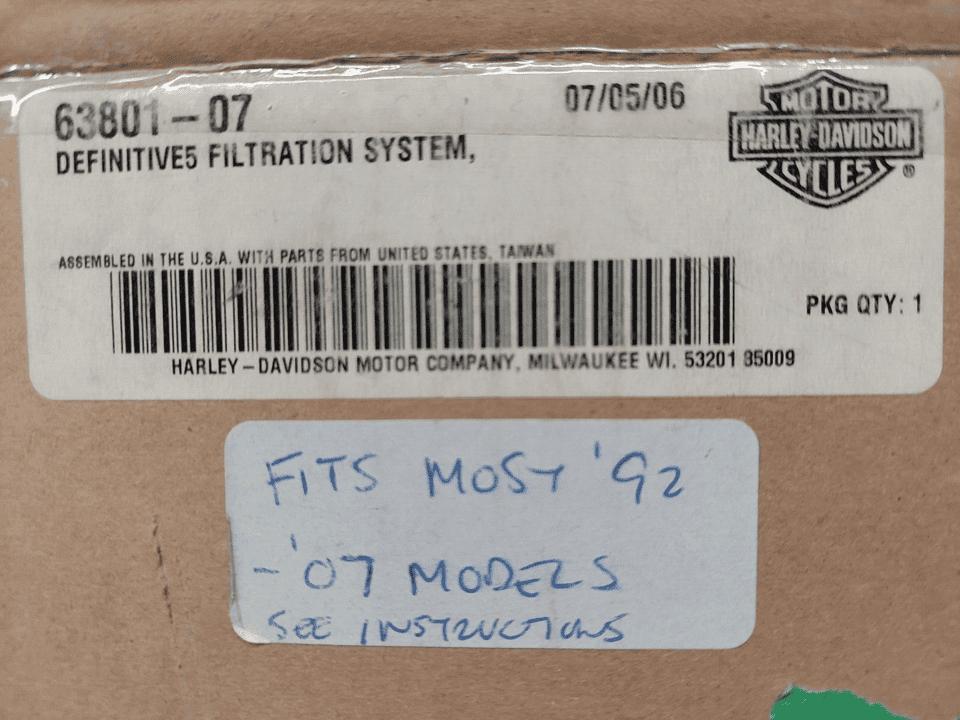 63801-07
07/05/06
DEFINITIVE5 FILTRATION SYSTEM,
MOTOR
HARLEY-DAVIDSON
CYCLES
®
ASSEMBLED IN THE U.S.A. WITH PARTS FROM UNITED STATES, TAIWAN
PKG QTY: 1
HARLEY-DAVIDSON MOTOR COMPANY, MILWAUKEE WI. 53201 85009
FITS MOST '92
-'07 MODELS
SEE INSTRUCTIONS